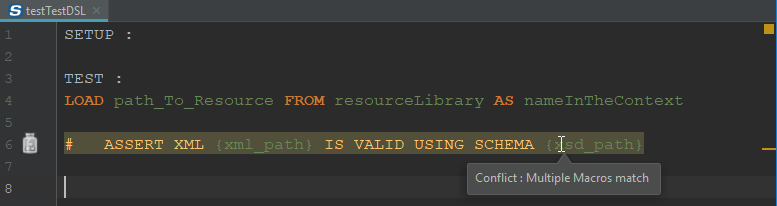 testTestDSL
1 SETUP :
2
3 TEST :
4 LOAD path_To_Resource FROM resourceLibrary AS nameInTheContext
5
6 #   ASSERT XML {xml_path} IS VALID USING SCHEMA {xsd_path}
7
Conflict : Multiple Macros match
8